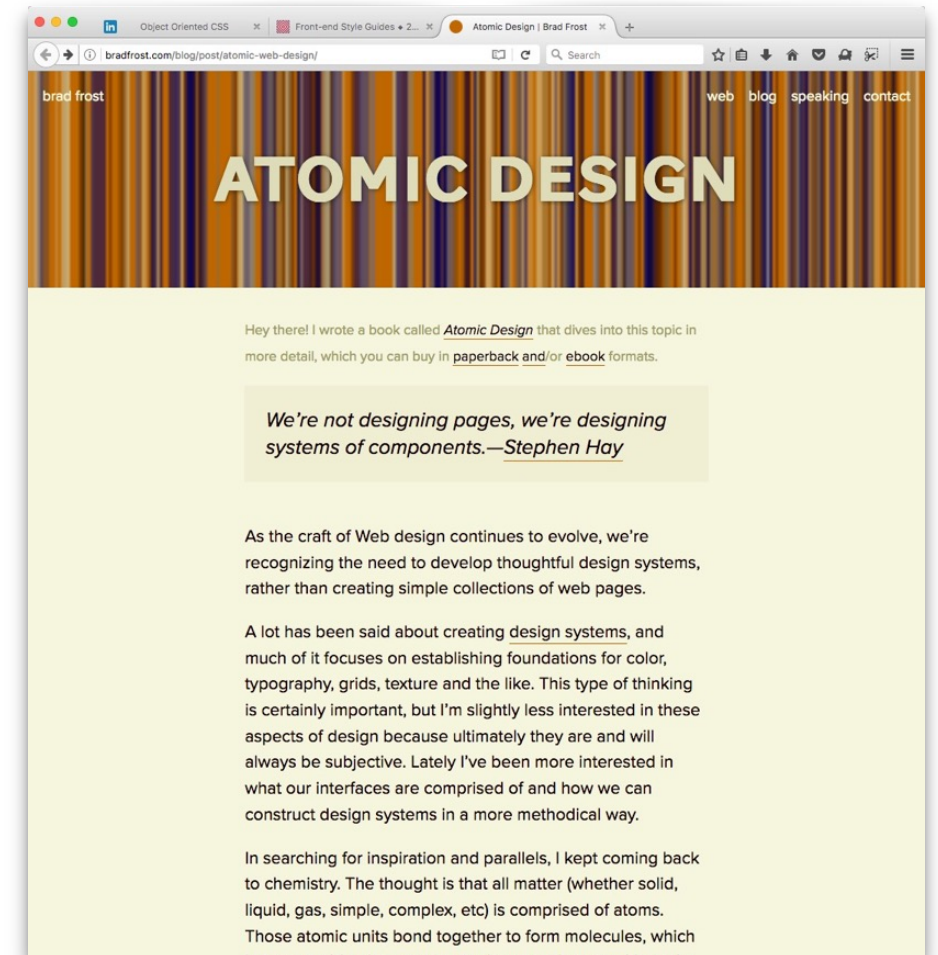 in Object Oriented CSS
Front-end Style Guides • 2...
Atomic Design | Brad Frost
bradfrost.com/blog/post/atomic-web-design/
Search
brad frost
web blog speaking contact
ATOMIC DESIGN
Hey there! I wrote a book called Atomic Design that dives into this topic in
more detail, which you can buy in paperback and/or ebook formats.
We're not designing pages, we're designing
systems of components.—Stephen Hay
As the craft of Web design continues to evolve, we're
recognizing the need to develop thoughtful design systems,
rather than creating simple collections of web pages.
A lot has been said about creating design systems, and
much of it focuses on establishing foundations for color,
typography, grids, texture and the like. This type of thinking
is certainly important, but I'm slightly less interested in these
aspects of design because ultimately they are and will
always be subjective. Lately I've been more interested in
what our interfaces are comprised of and how we can
construct design systems in a more methodical way.
In searching for inspiration and parallels, I kept coming back
to chemistry. The thought is that all matter (whether solid,
liquid, gas, simple, complex, etc) is comprised of atoms.
Those atomic units bond together to form molecules, which